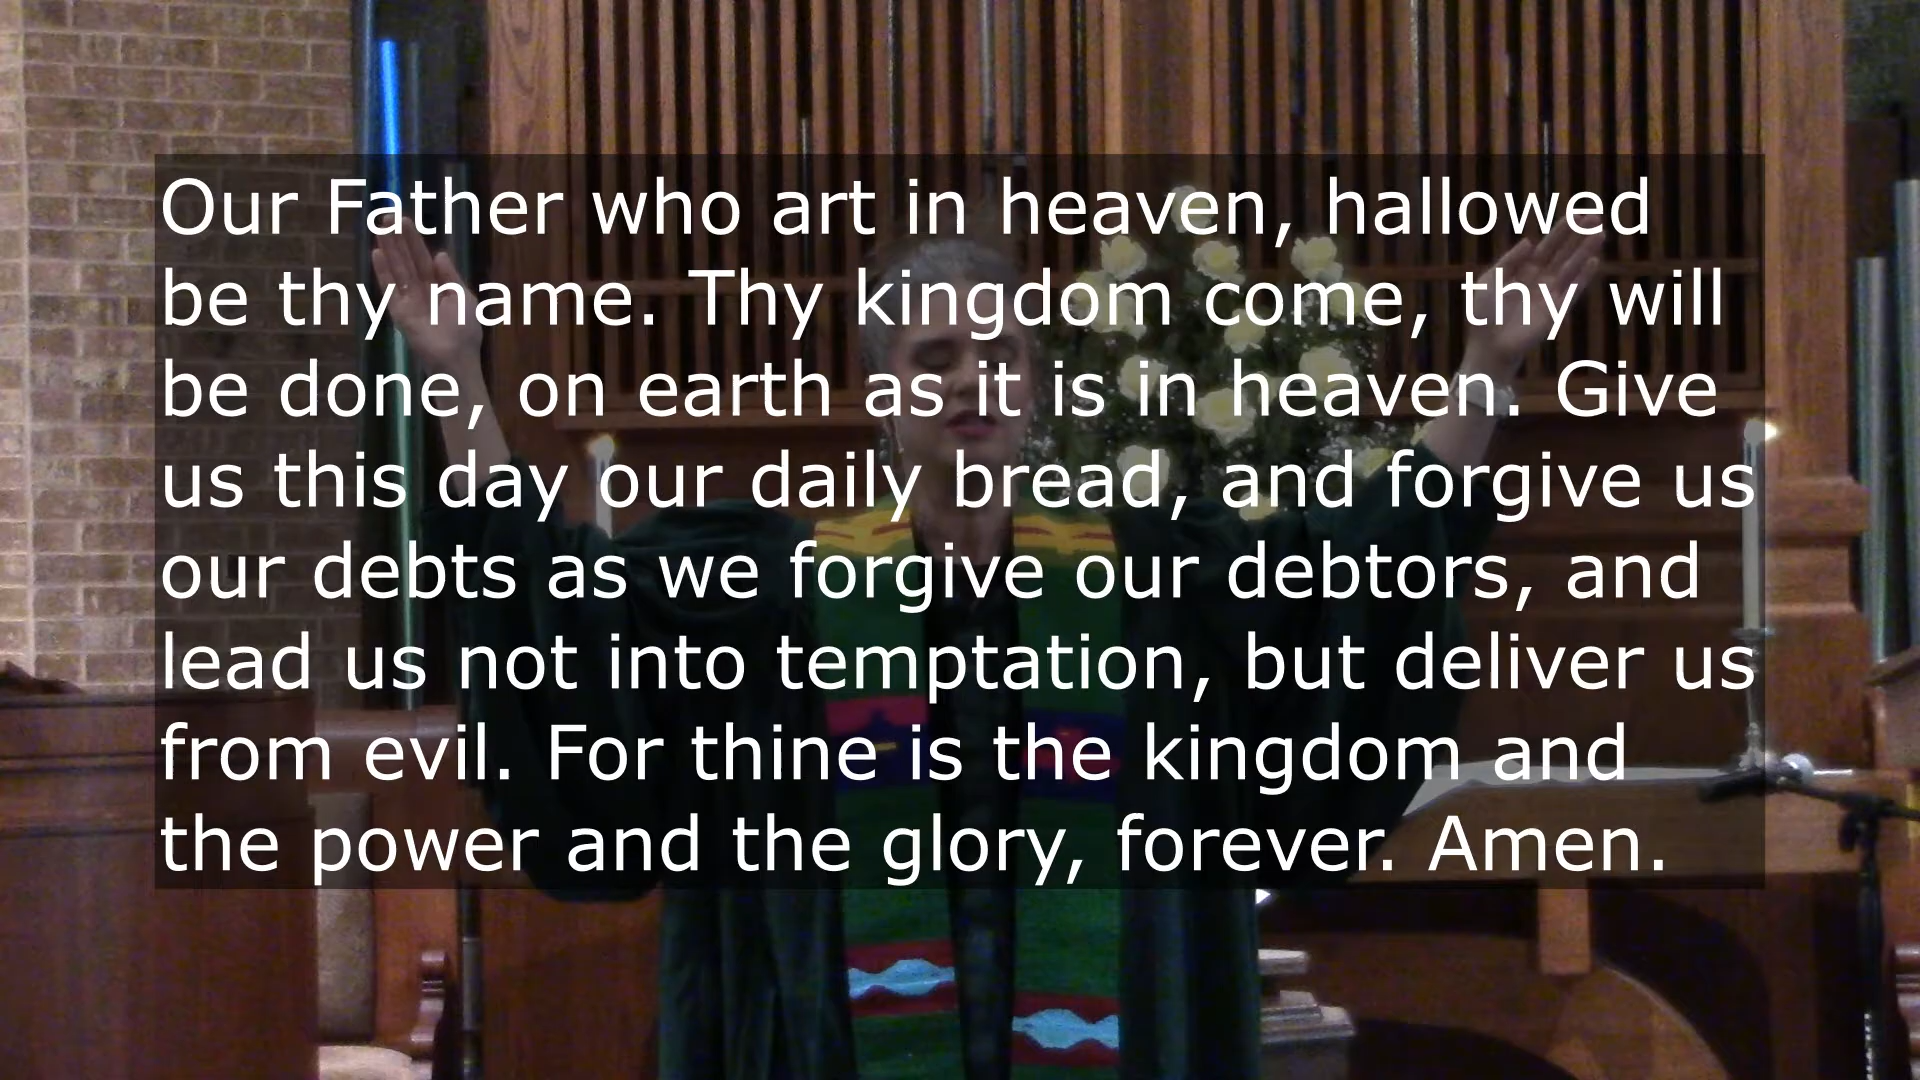 Our Father who art in heaven, hallowed
be thy name. Thy kingdom come, thy will
be done, on earth as it is in heaven. Give
us this day our daily bread, and forgive us
our debts as we forgive our debtors, and
lead us not into temptation, but deliver us
from evil. For thine is the kingdom and
the power and the glory, forever. Amen.